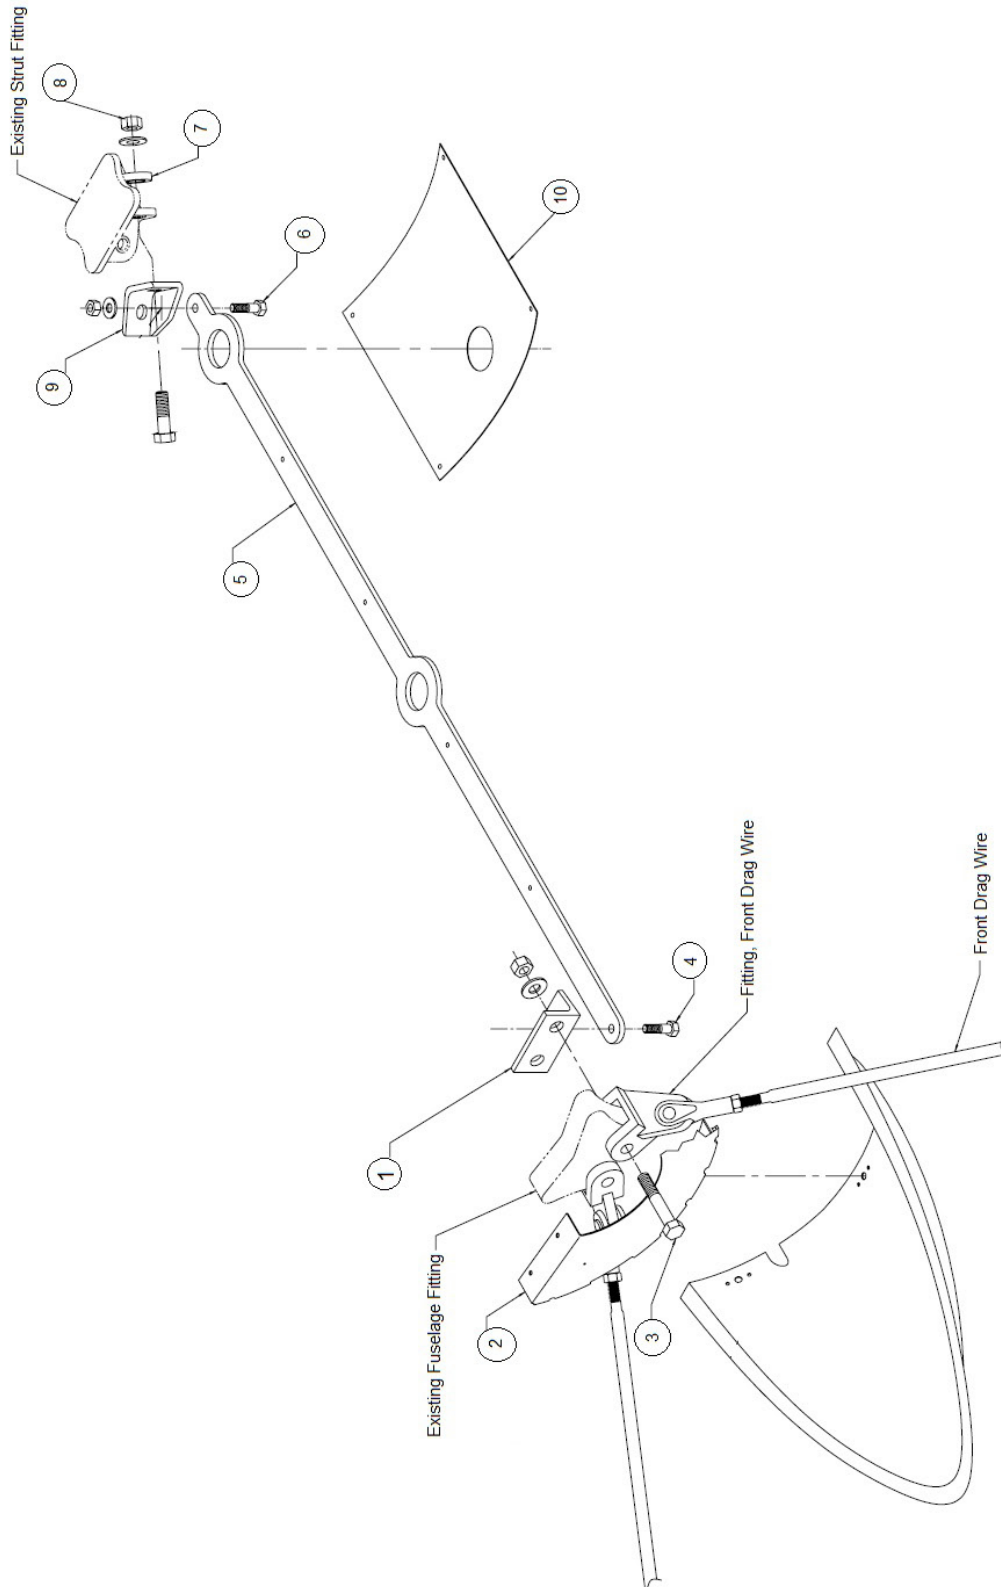 Existing Strut Fitting
8
7
6
9
10
5
4
Fitting, Front Drag Wire
Front Drag Wire
1
Existing Fuselage Fitting
2
3